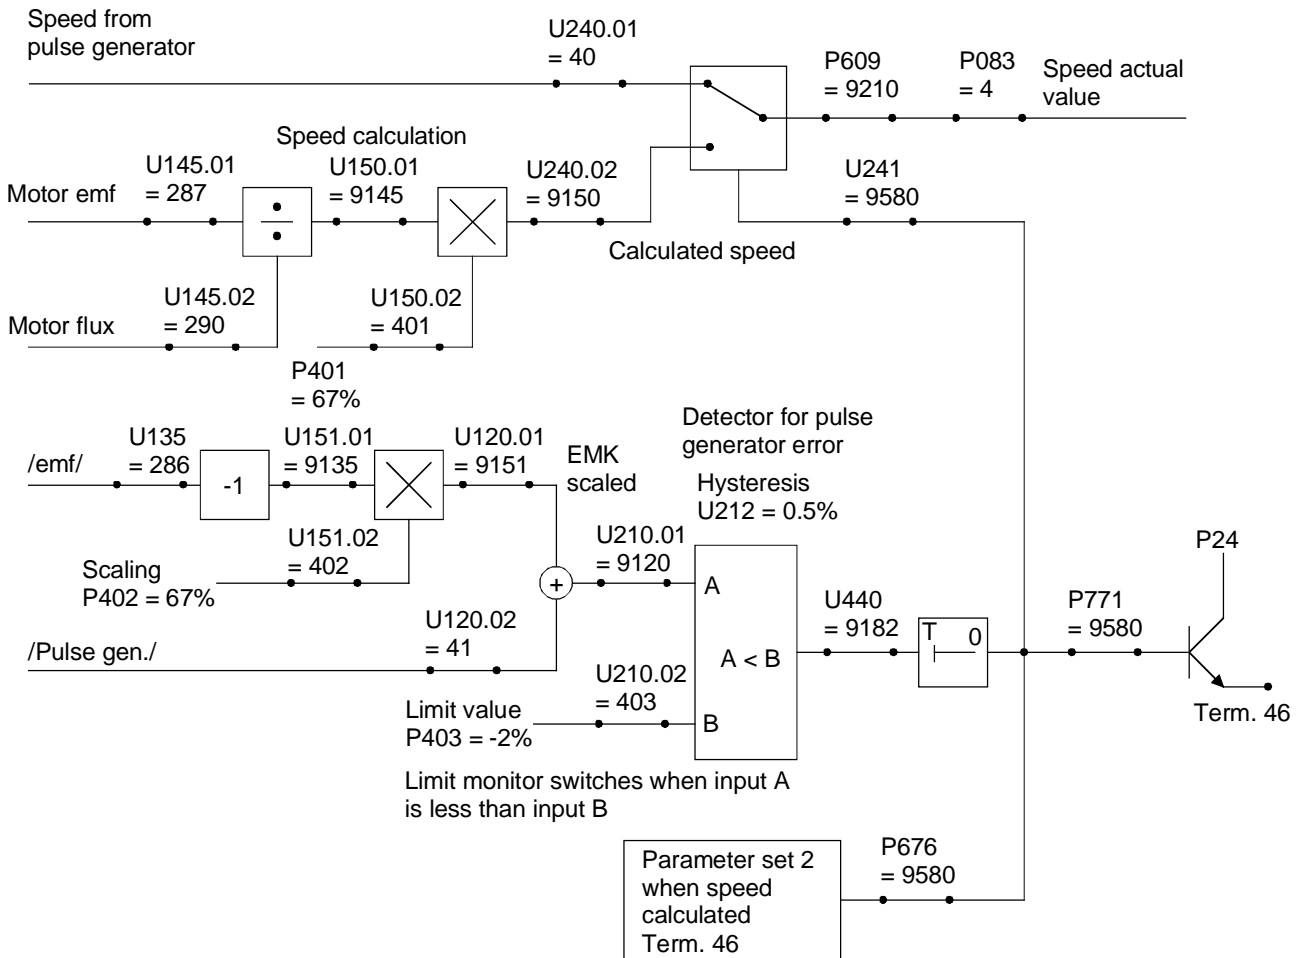 Speed from
pulse generator
U240.01
= 40
P609
= 9210
P083
= 4
Speed actual
value
Speed calculation
U145.01
= 287
U150.01
= 9145
U240.02
= 9150
U241
= 9580
Motor emf
Calculated speed
U145.02
= 290
U150.02
= 401
Motor flux
P401
= 67%
Detector for pulse
generator error
U135
= 286
U151.01
= 9135
U120.01
= 9151
EMK
scaled
/emf/
-1
Hysteresis
U212 = 0.5%
U151.02
= 402
U210.01
= 9120
P24
Scaling
P402 = 67%
+
A
U120.02
= 41
U440
= 9182
P771
= 9580
/Pulse gen./
T
0
A < B
U210.02
= 403
Limit value
P403 = -2%
B
Term. 46
Limit monitor switches when input A
is less than input B
Parameter set 2
when speed
calculated
Term. 46
P676
= 9580